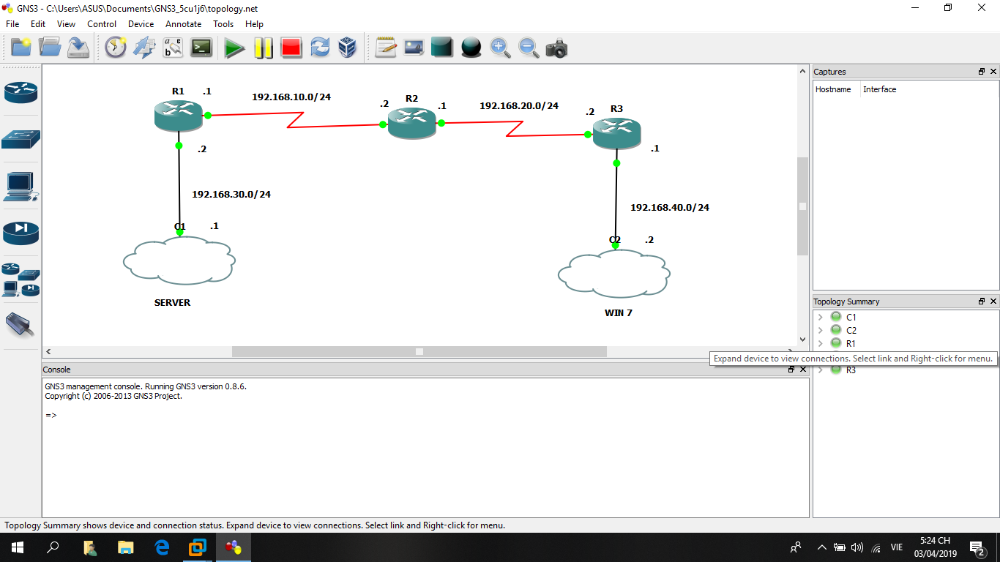 GNS3 - C:\Users\ASUS\Documents\GNS3_5cu1j6\topology.net
File Edit View Control Device Annotate Tools Help
Captures
Hostname Interface
R1 .1
192.168.10.0/24
.2 R2 .1
192.168.20.0/24
.2 R3
.1
.2
192.168.30.0/24
192.168.40.0/24
C1 .1
C2 .2
SERVER
WIN 7
Topology Summary
C1
C2
R1
Expand device to view connections. Select link and Right-click for menu.
R3
Console
GNS3 management console. Running GNS3 version 0.8.6.
Copyright (c) 2006-2013 GNS3 Project.
=>
Topology Summary shows device and connection status. Expand device to view connections. Select link and Right-click for menu.
VIE
5:24 CH
03/04/2019
2